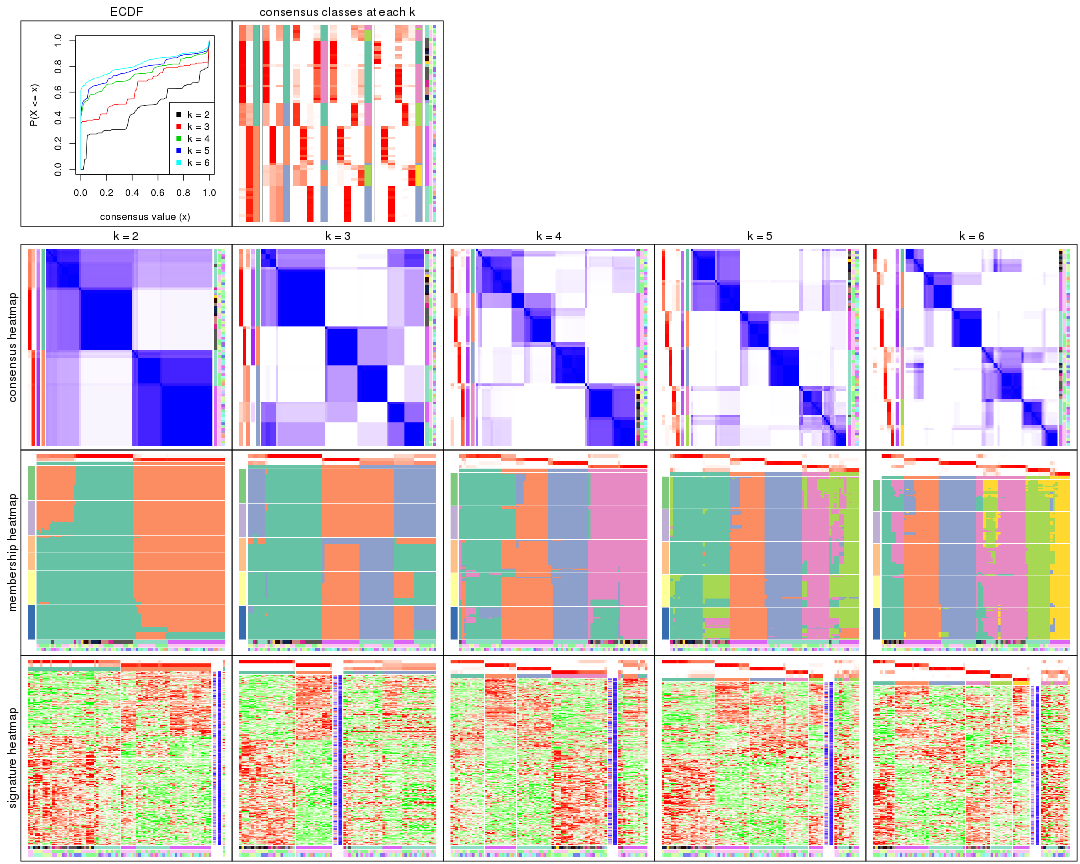 ECDF
consensus classes at each k
P(X <= x)
1.0
0.8
0.6
0.4
0.2
0.0
k = 2
k = 3
k = 4
k = 5
k = 6
0.0 0.2 0.4 0.6 0.8 1.0
consensus value (x)
k = 2 k = 3 k = 4 k = 5 k = 6
consensus heatmap
membership heatmap
signature heatmap